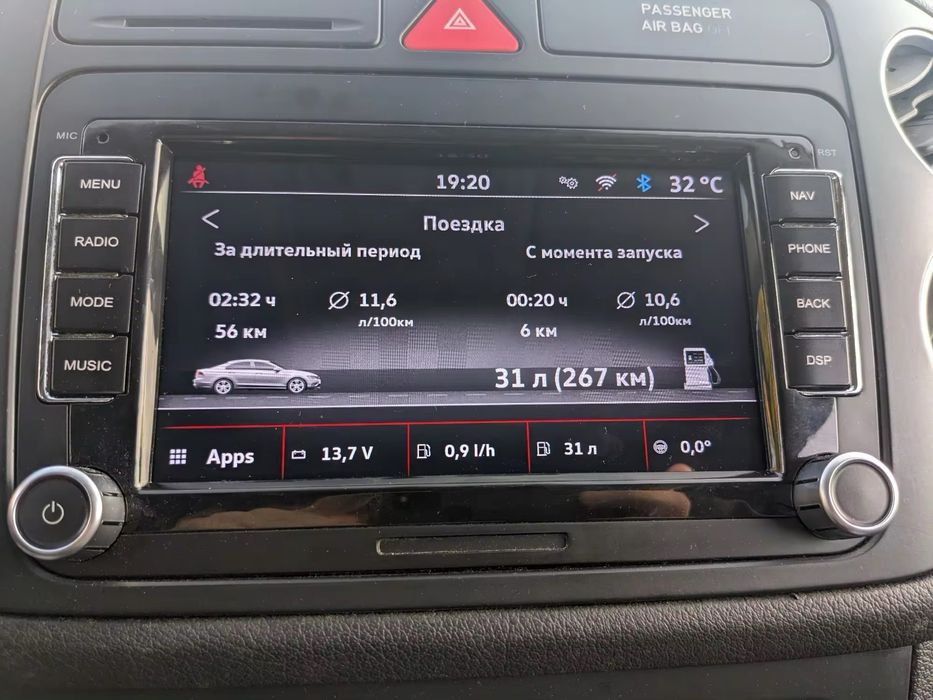 PASSENGER
AIR BAG OFF
MIC
RST
MENU
RADIO
MODE
MUSIC
NAV
PHONE
BACK
DSP
19:20
32 °C
Поездка
За длительный период
С момента запуска
02:32 ч
11,6
л/100км
56 км
00:20 ч
10,6
л/100км
6 км
31 л (267 км)
Apps
13,7 V
0,9 l/h
31 л
0,0°